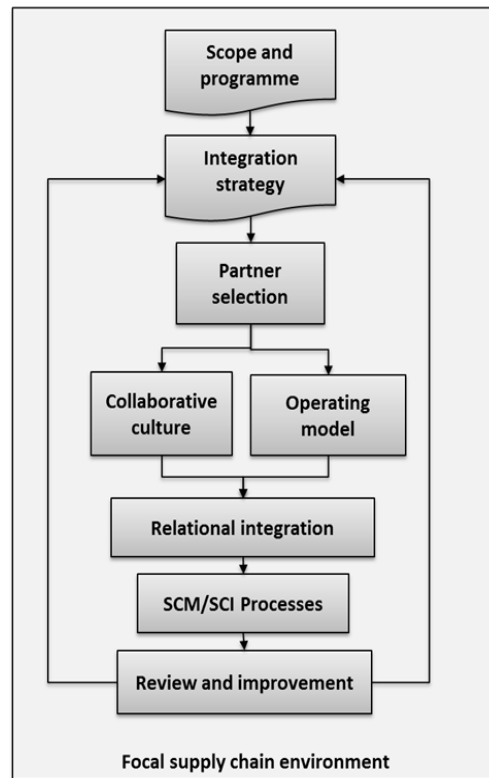 Scope and
programme
Integration
strategy
Partner
selection
Collaborative
culture
Operating
model
Relational integration
SCM/SCI Processes
Review and improvement
Focal supply chain environment